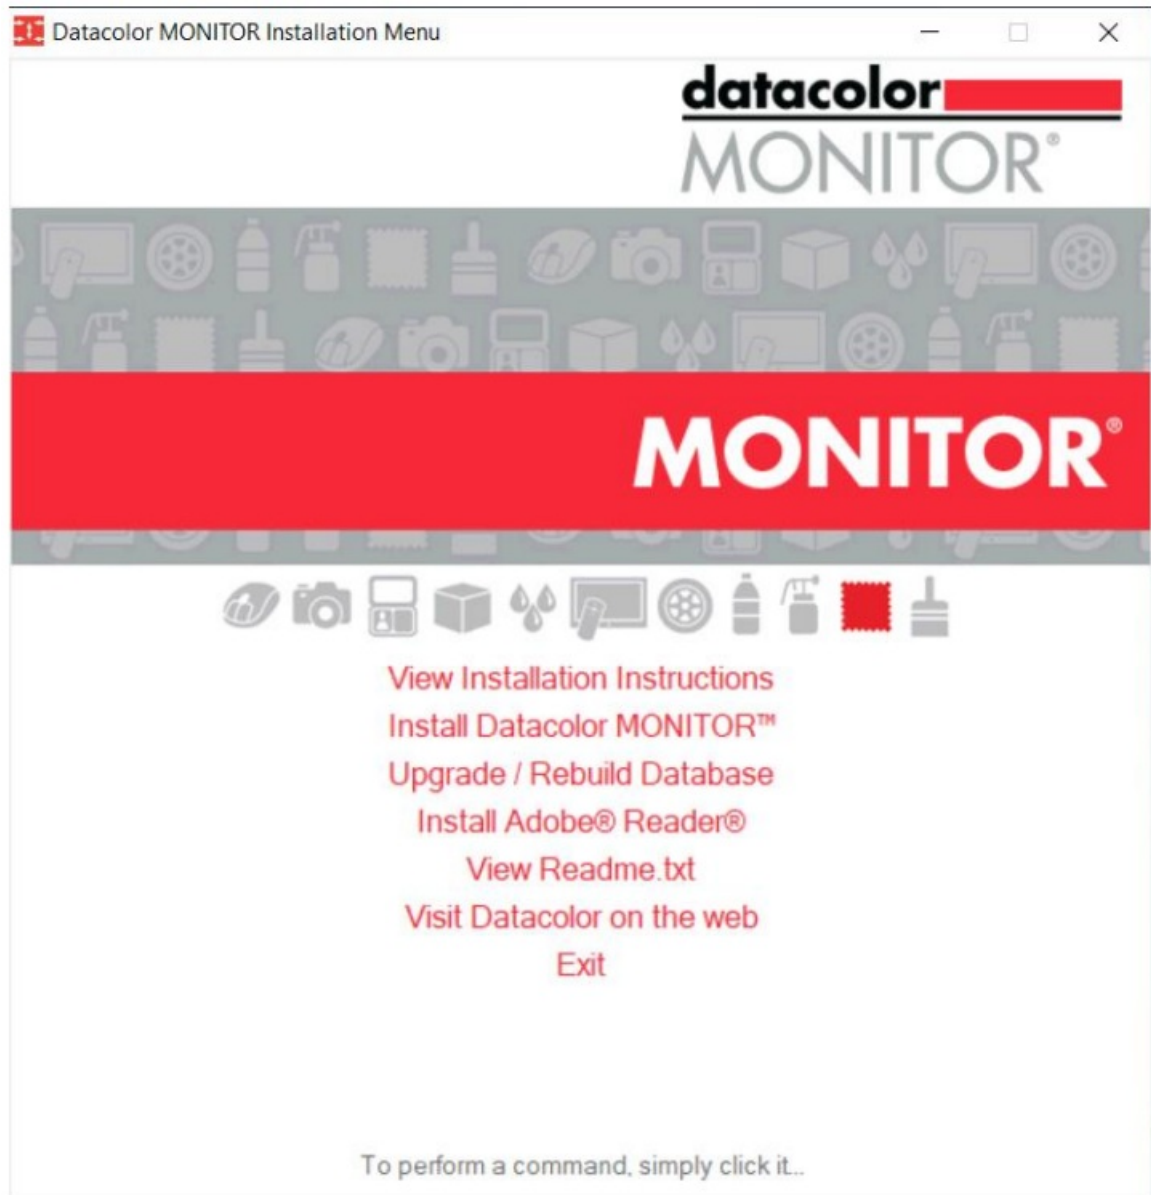 Datacolor MONITOR Installation Menu
datacolor
MONITOR®
MONITOR®
View Installation Instructions
Install Datacolor MONITOR™
Upgrade / Rebuild Database
Install Adobe® Reader®
View Readme.txt
Visit Datacolor on the web
Exit
To perform a command, simply click it...